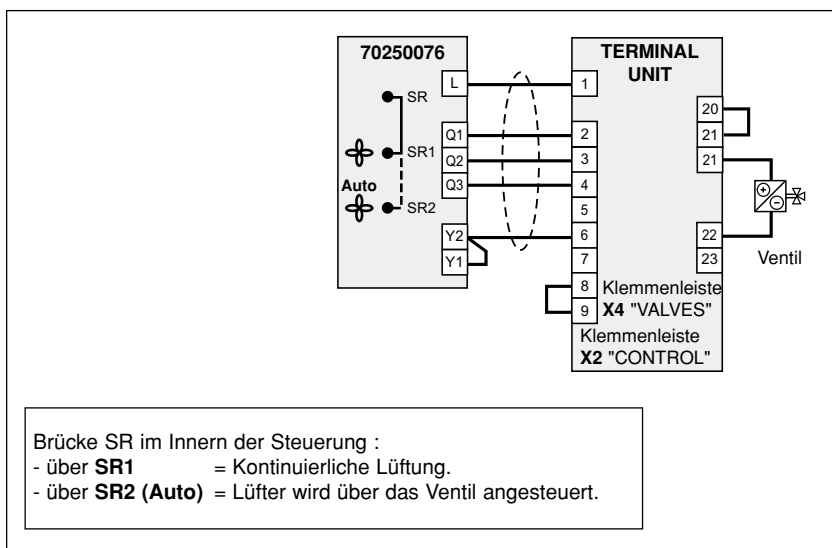 70250076
SR
SR1
Auto
SR2
L
Q1
Q2
Q3
Y2
Y1
TERMINAL
UNIT
1
2
3
4
5
6
7
8
9
20
21
21
22
23
Ventil
Klemmenleiste
X4 "VALVES"
Klemmenleiste
X2 "CONTROL"
Brücke SR im Innern der Steuerung :
- über SR1 = Kontinuierliche Lüftung.
- über SR2 (Auto) = Lüfter wird über das Ventil angesteuert.